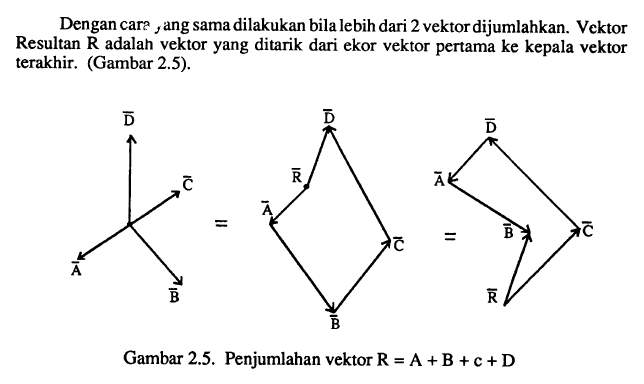 Dengan cara yang sama dilakukan bila lebih dari 2 vektor dijumlahkan. Vektor
Resultan R adalah vektor yang ditarik dari ekor vektor pertama ke kepala vektor
terakhir. (Gambar 2.5).
D̅ D̅ D̅
C̅ R̅ A̅
A̅ = A̅ C̅ = B̅ C̅
B̅ B̅ R̅
Gambar 2.5. Penjumlahan vektor R = A + B + c + D